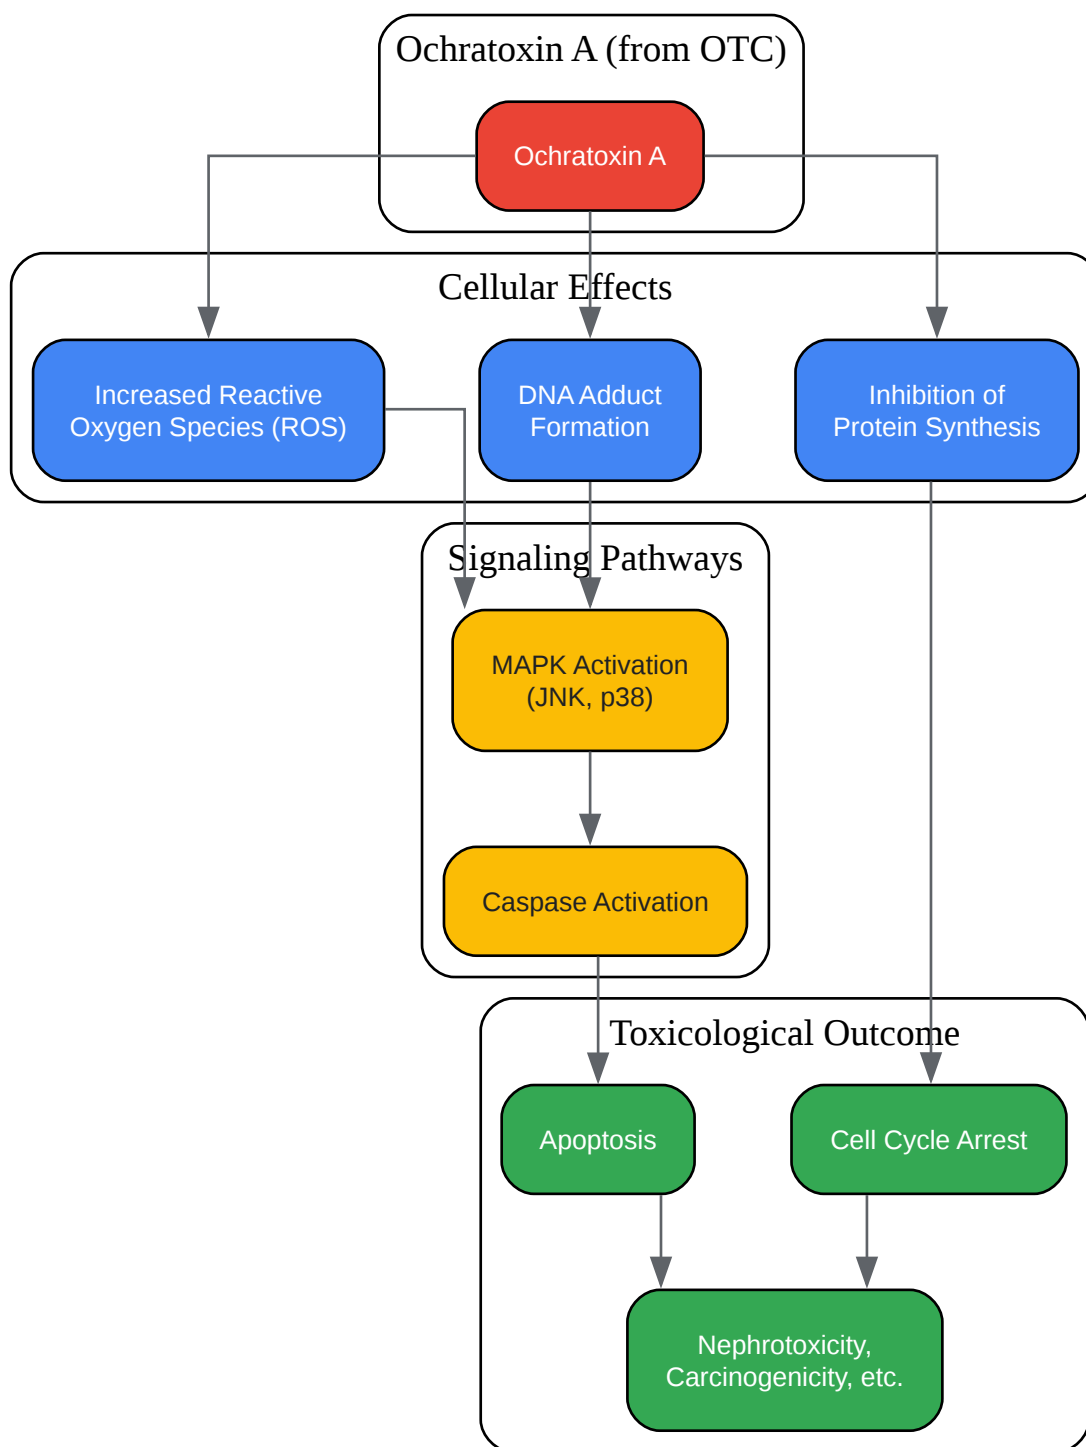 Ochratoxin A (from OTC)
Ochratoxin A
Cellular Effects
Increased Reactive
Oxygen Species (ROS)
DNA Adduct
Formation
Inhibition of
Protein Synthesis
Signaling Pathways
MAPK Activation
(JNK, p38)
Caspase Activation
Toxicological Outcome
Apoptosis
Cell Cycle Arrest
Nephrotoxicity,
Carcinogenicity, etc.